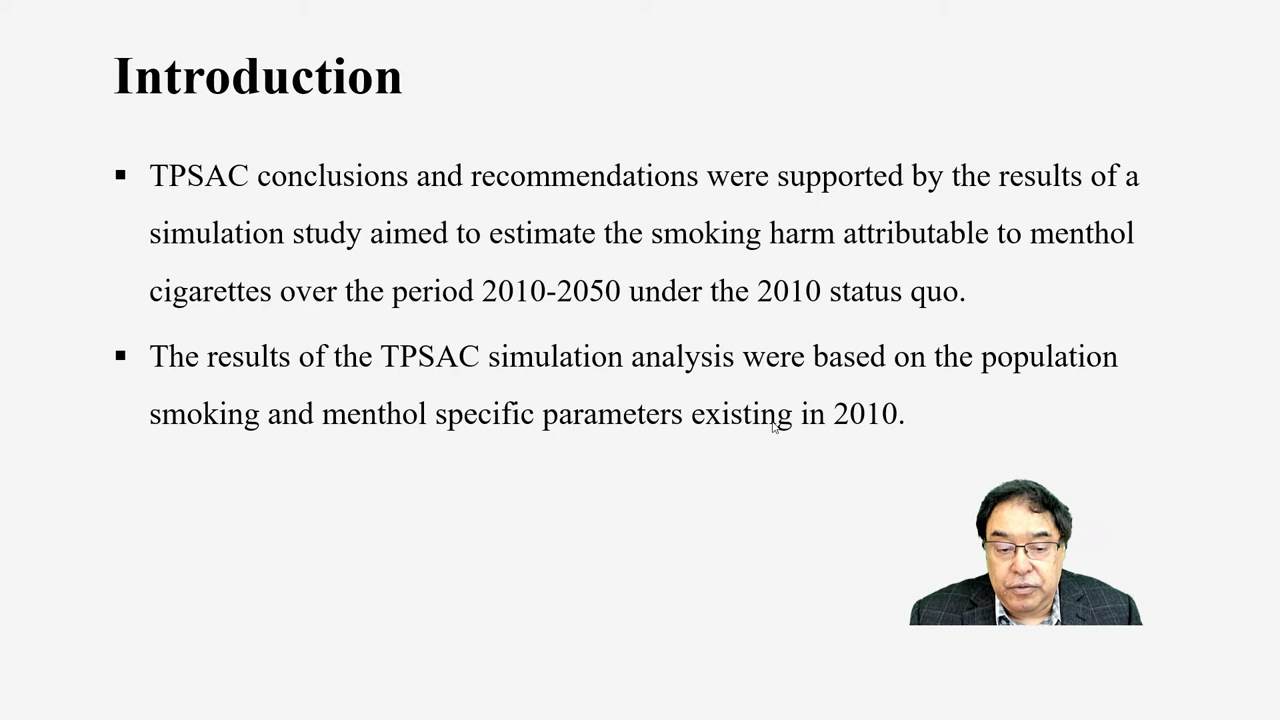 Introduction
▪ TPSAC conclusions and recommendations were supported by the results of a
simulation study aimed to estimate the smoking harm attributable to menthol
cigarettes over the period 2010-2050 under the 2010 status quo.
▪ The results of the TPSAC simulation analysis were based on the population
smoking and menthol specific parameters existing in 2010.